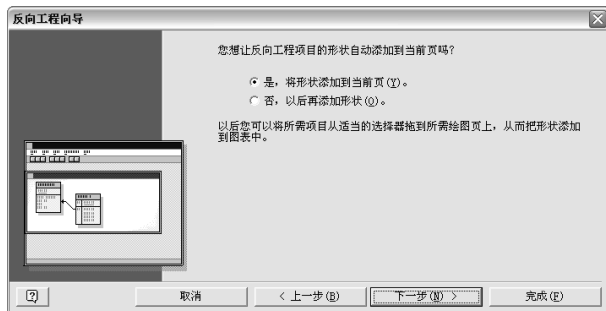 反向工程向导
您想让反向工程项目的形状自动添加到当前页吗?
是，将形状添加到当前页(Y)。
否，以后再添加形状(O)。
以后您可以将所需项目从适当的选择器拖到所需绘图页上，从而把形状添加
到图表中。
取消
< 上一步(B)
下一步(N) >
完成(F)